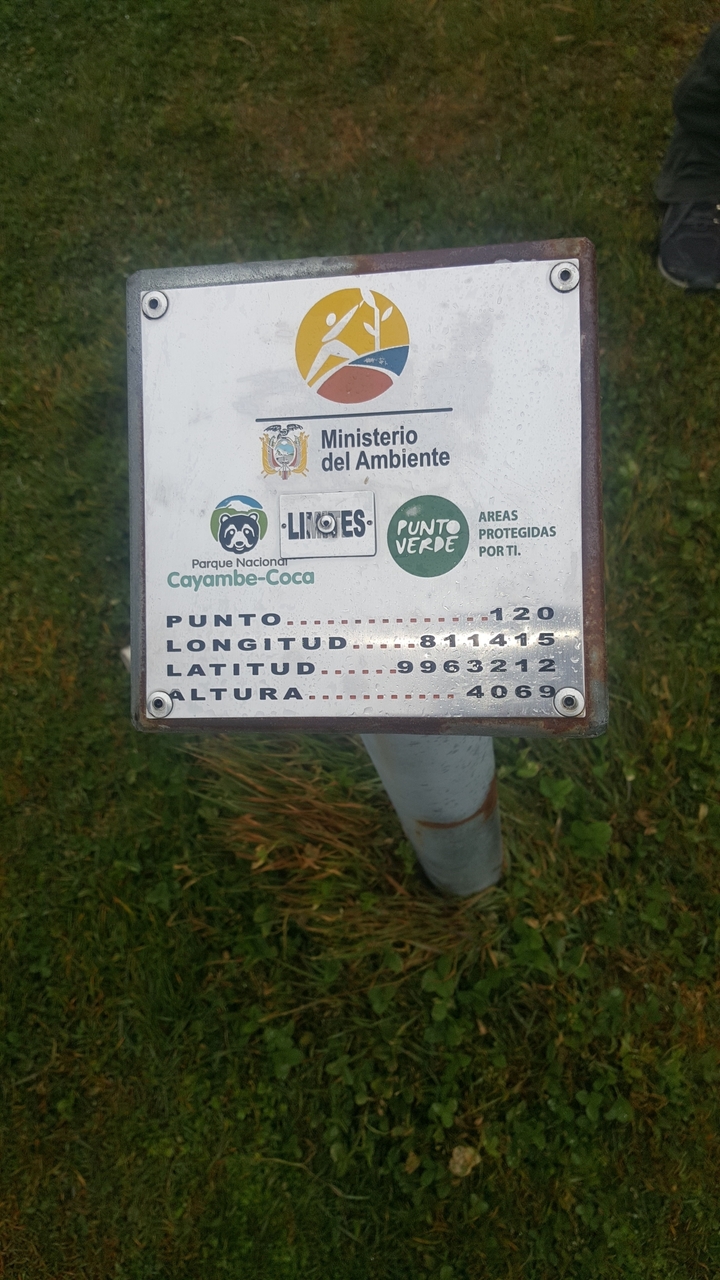 Ministerio
del Ambiente
Parque Nacional
Cayambe-Coca
LIMITES
PUNTO
VERDE
AREAS
PROTEGIDAS
POR TI.
PUNTO................120
LONGITUD.....811415
LATITUD......9963212
ALTURA........... 4069